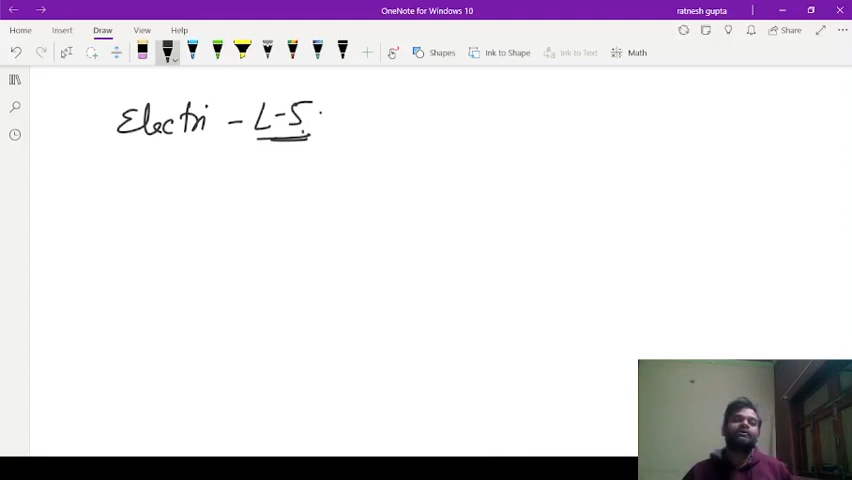 OneNote for Windows 10
ratnesh gupta
Home Insert Draw View Help
Share
Shapes Ink to Shape Ink to Text Math
Electri - L-5.